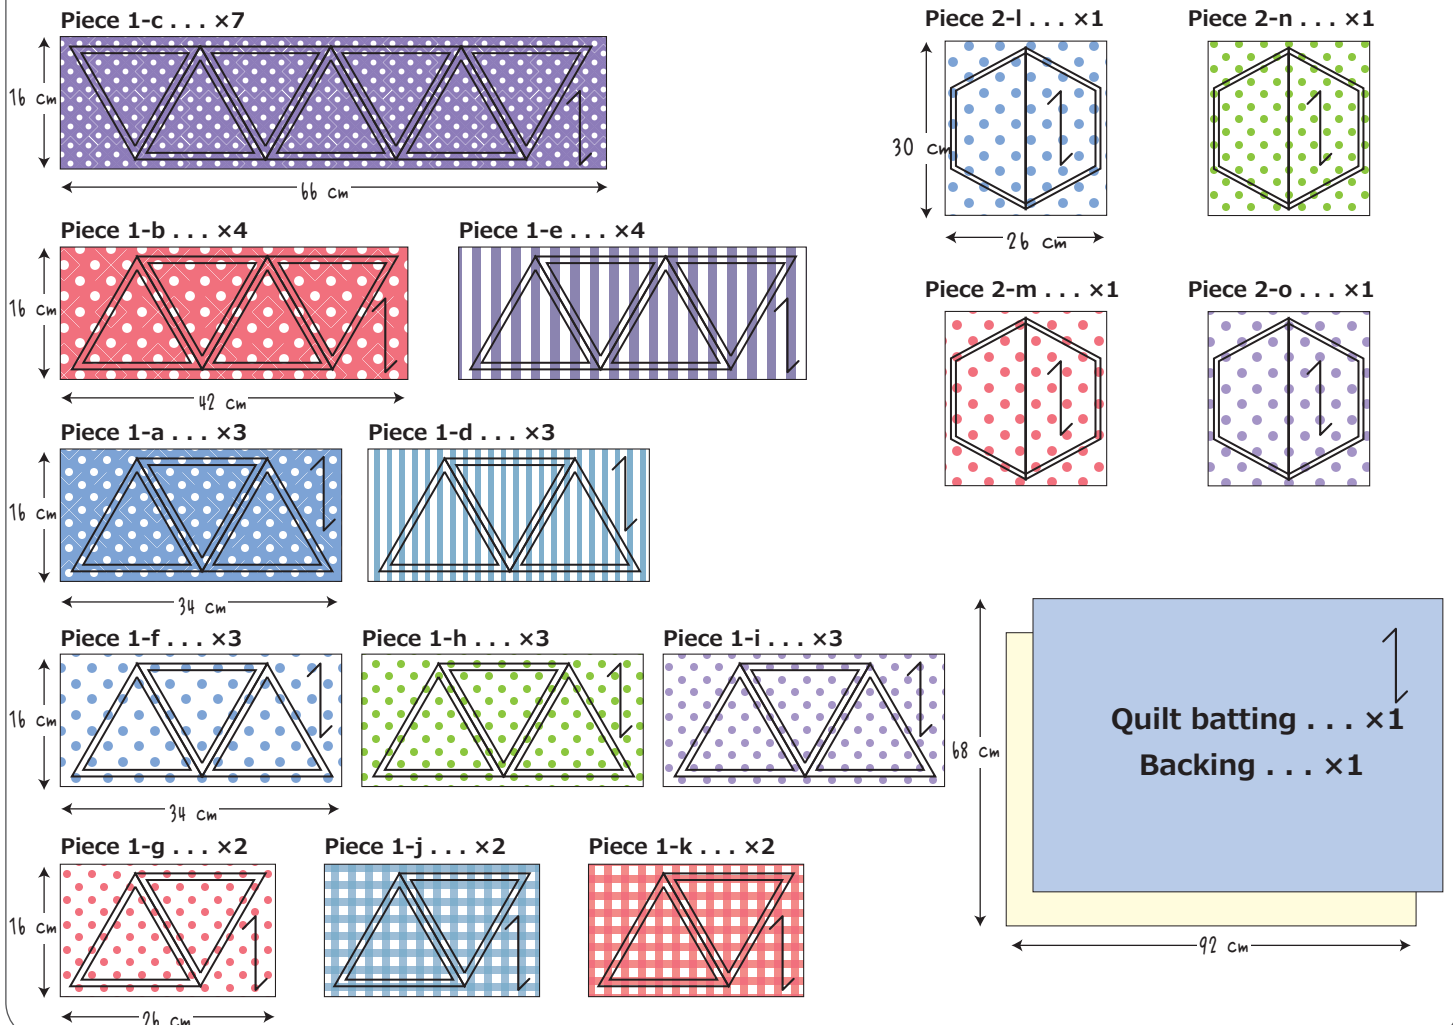 Piece 1-c . . . ×7
16 cm
66 cm
Piece 1-b . . . ×4
Piece 1-e . . . ×4
16 cm
42 cm
Piece 1-a . . . ×3
Piece 1-d . . . ×3
16 cm
34 cm
Piece 1-f . . . ×3
Piece 1-h . . . ×3
Piece 1-i . . . ×3
16 cm
34 cm
Piece 1-g . . . ×2
Piece 1-j . . . ×2
Piece 1-k . . . ×2
16 cm
26 cm
Piece 2-l . . . ×1
Piece 2-n . . . ×1
30 cm
26 cm
Piece 2-m . . . ×1
Piece 2-o . . . ×1
Quilt batting . . . ×1
Backing . . . ×1
68 cm
92 cm